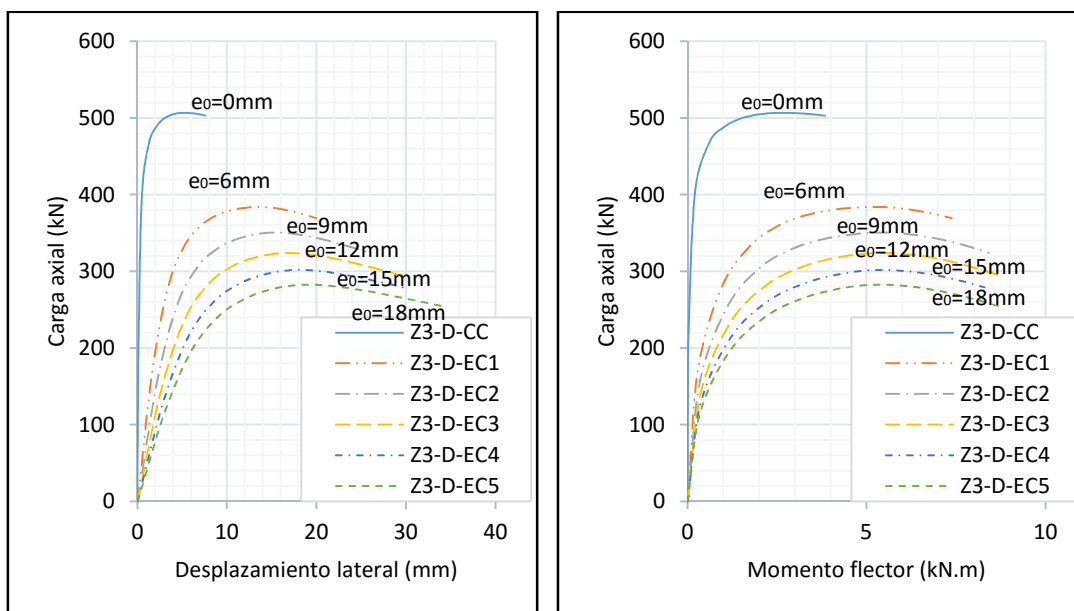 600
500
400
300
200
100
0
Carga axial (kN)
e₀=0mm
e₀=6mm
e₀=9mm
e₀=12mm
e₀=15mm
e₀=18mm
Z3-D-CC
Z3-D-EC1
Z3-D-EC2
Z3-D-EC3
Z3-D-EC4
Z3-D-EC5
0 10 20 30 40
Desplazamiento lateral (mm)
600
500
400
300
200
100
0
Carga axial (kN)
e₀=0mm
e₀=6mm
e₀=9mm
e₀=12mm
e₀=15mm
e₀=18mm
Z3-D-CC
Z3-D-EC1
Z3-D-EC2
Z3-D-EC3
Z3-D-EC4
Z3-D-EC5
0 5 10
Momento flector (kN.m)